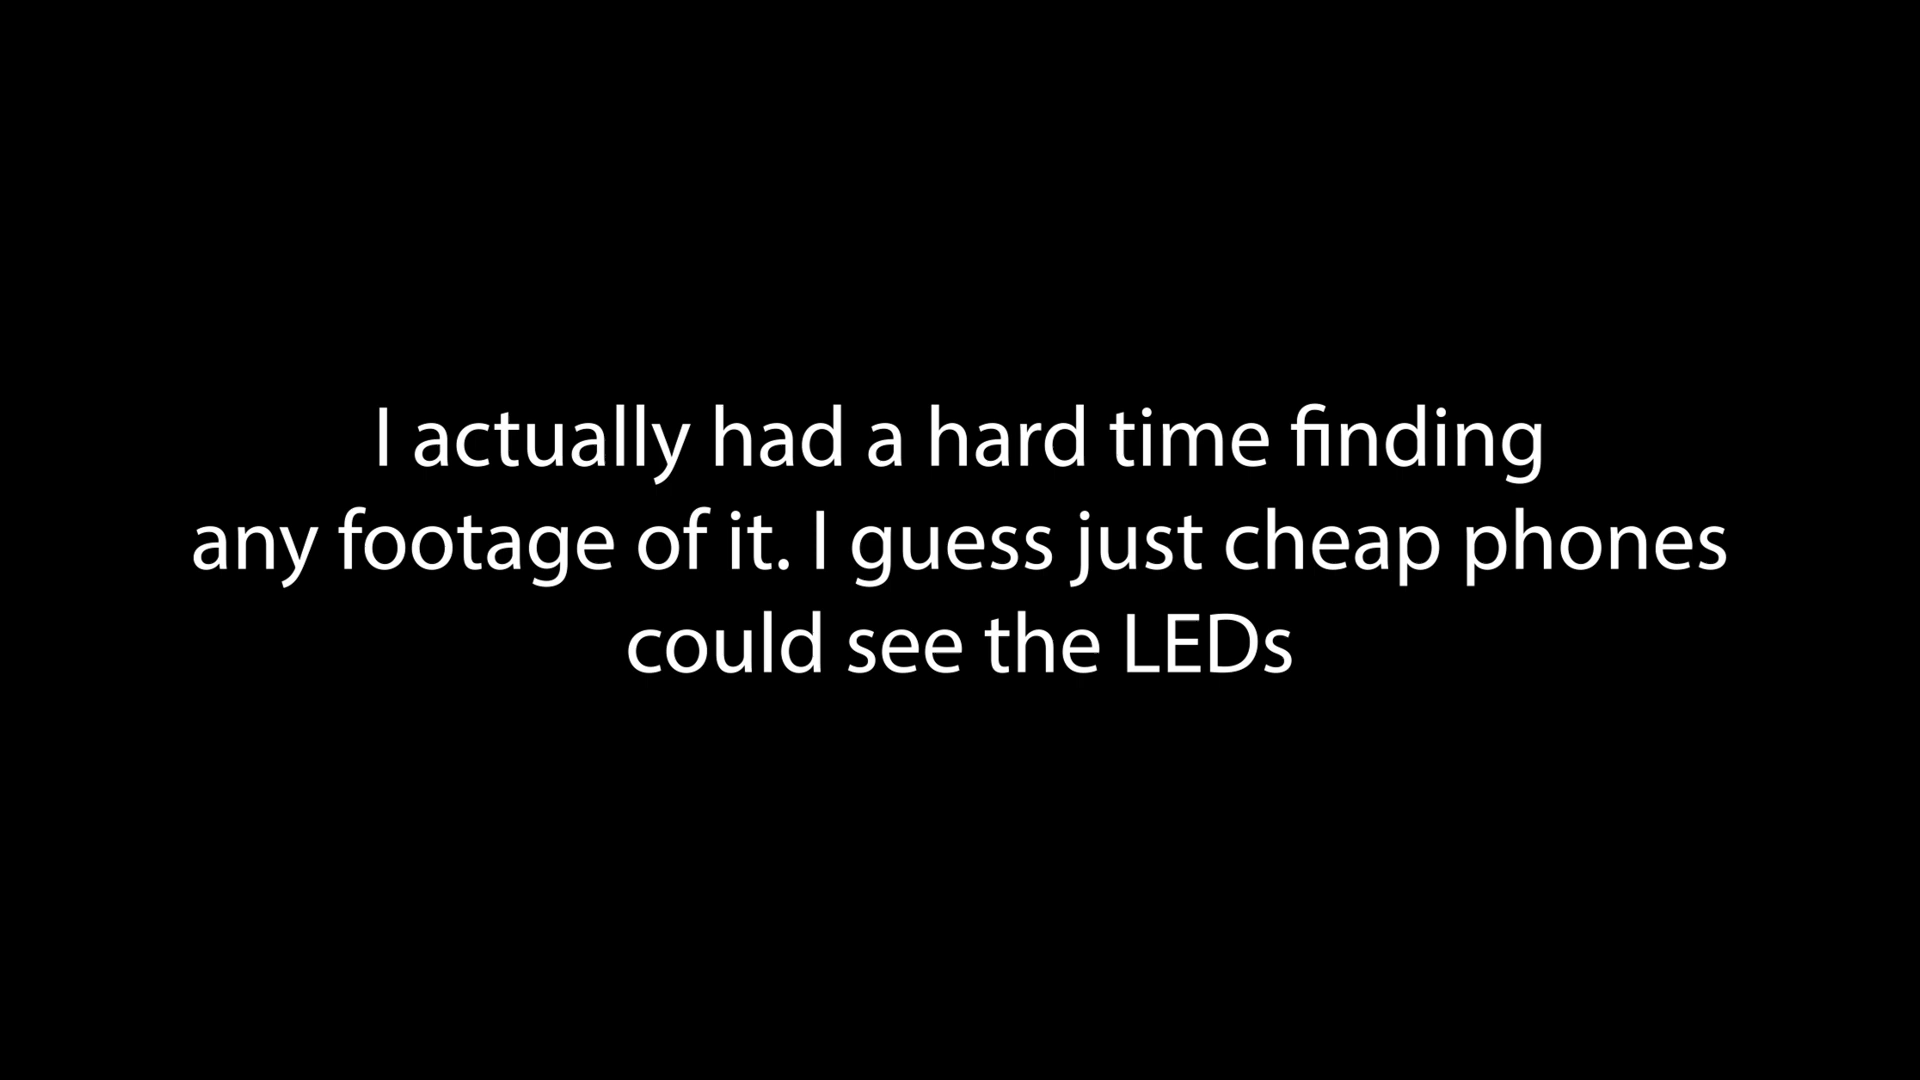 I actually had a hard time finding
any footage of it. I guess just cheap phones
could see the LEDs